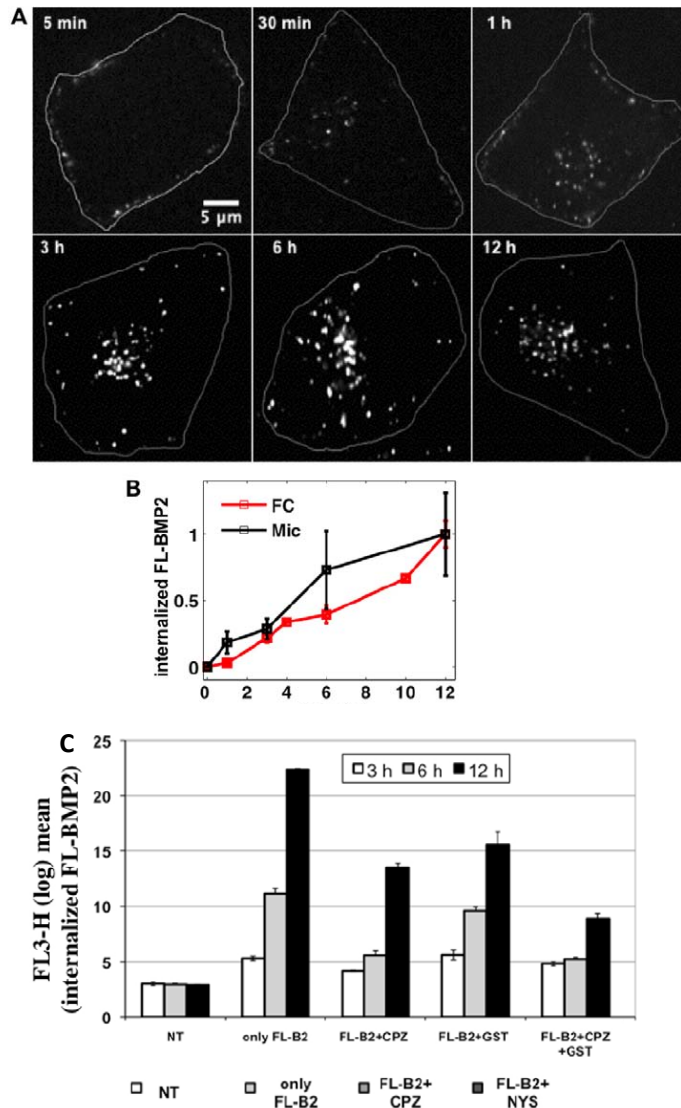 A
5 min
30 min
1 h
5 µm
3 h
6 h
12 h
B
internalized FL-BMP2
1
0.5
0
FC
Mic
0 2 4 6 8 10 12
C
FL3-H (log) mean
(internalized FL-BMP2)
25
20
15
10
5
0
3 h 6 h 12 h
NT only FL-B2 FL-B2+CPZ FL-B2+GST FL-B2+CPZ
+GST
NT only FL-B2+ FL-B2+
FL-B2 CPZ NYS